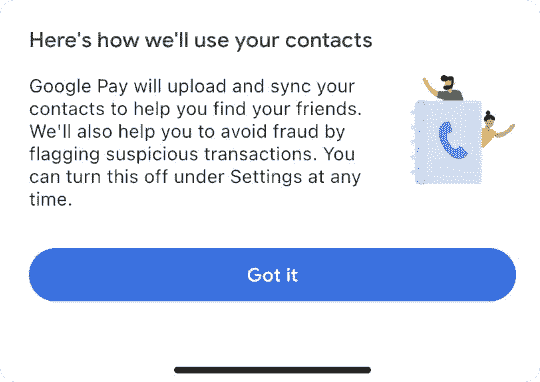 Here's how we'll use your contacts
Google Pay will upload and sync your
contacts to help you find your friends.
We'll also help you to avoid fraud by
flagging suspicious transactions. You
can turn this off under Settings at any
time.
Got it